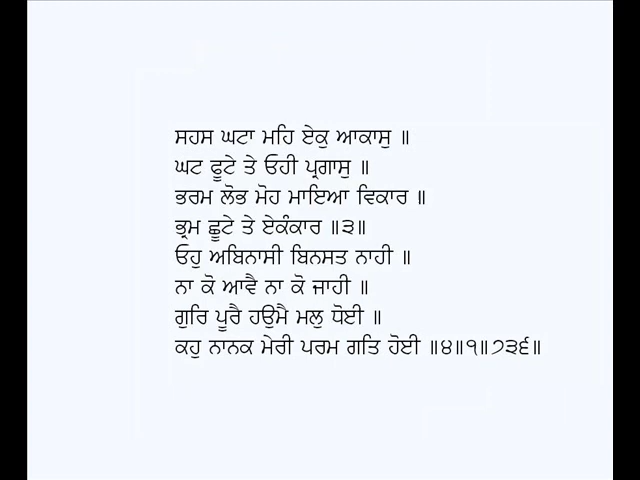 ਸਹਸ ਘਟਾ ਮਹਿ ਏਕੁ ਆਕਾਸੁ ॥
ਘਟ ਫੂਟੇ ਤੇ ਓਹੀ ਪ੍ਰਗਾਸੁ ॥
ਭਰਮ ਲੋਭ ਮੋਹ ਮਾਇਆ ਵਿਕਾਰ ॥
ਭ੍ਰਮ ਛੂਟੇ ਤੇ ਏਕੰਕਾਰ ॥੩॥
ਓਹੁ ਅਬਿਨਾਸੀ ਬਿਨਸਤ ਨਾਹੀ ॥
ਨਾ ਕੋ ਆਵੈ ਨਾ ਕੋ ਜਾਹੀ ॥
ਗੁਰਿ ਪੂਰੈ ਹਉਮੈ ਮਲੁ ਧੋਈ ॥
ਕਹੁ ਨਾਨਕ ਮੇਰੀ ਪਰਮ ਗਤਿ ਹੋਈ ॥੪॥੧॥੭੩੬॥